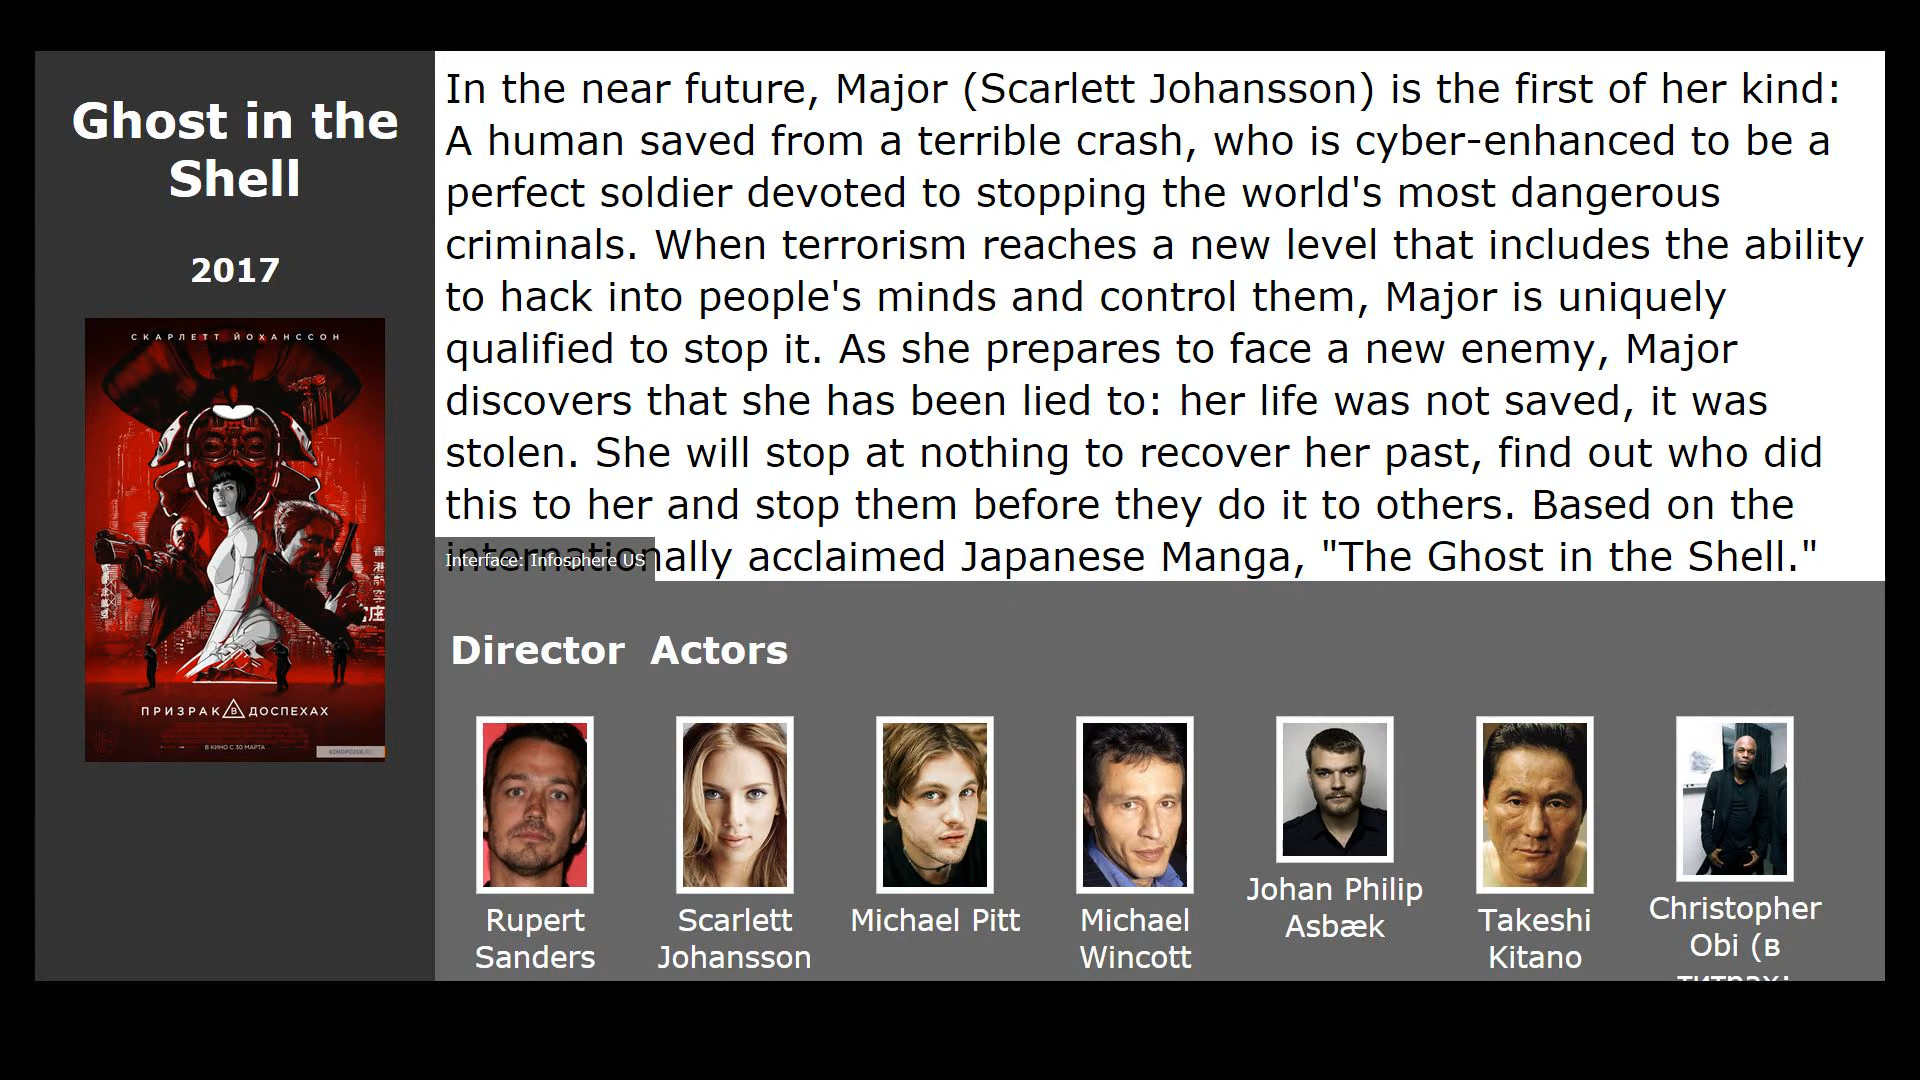 Ghost in the
Shell
2017
СКАРЛЕТТ ЙОХАНССОН
ПРИЗРАК В ДОСПЕХАХ
В КИНО С 30 МАРТА
KINOPOISK.RU
In the near future, Major (Scarlett Johansson) is the first of her kind:
A human saved from a terrible crash, who is cyber-enhanced to be a
perfect soldier devoted to stopping the world's most dangerous
criminals. When terrorism reaches a new level that includes the ability
to hack into people's minds and control them, Major is uniquely
qualified to stop it. As she prepares to face a new enemy, Major
discovers that she has been lied to: her life was not saved, it was
stolen. She will stop at nothing to recover her past, find out who did
this to her and stop them before they do it to others. Based on the
internationally acclaimed Japanese Manga, "The Ghost in the Shell."
Interface: Infosphere US
Director Actors
Rupert
Sanders
Scarlett
Johansson
Michael Pitt
Michael
Wincott
Johan Philip
Asbæk
Takeshi
Kitano
Christopher
Obi (в
титрах: